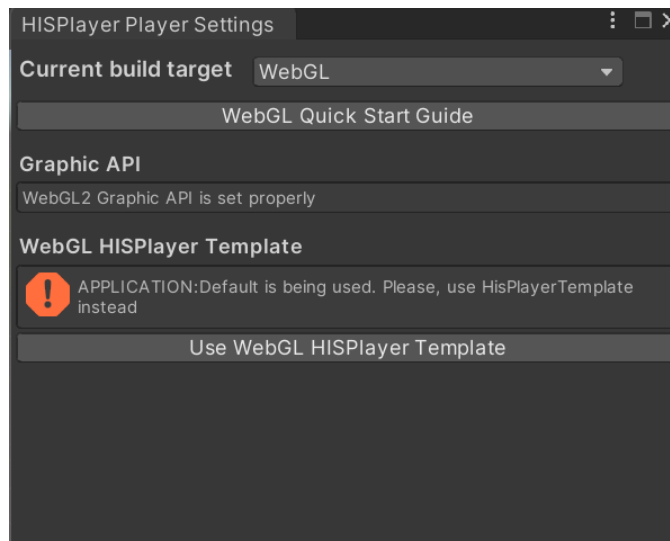 HISPlayer Player Settings
Current build target WebGL
WebGL Quick Start Guide
Graphic API
WebGL2 Graphic API is set properly
WebGL HISPlayer Template
APPLICATION:Default is being used. Please, use HisPlayerTemplate
instead
Use WebGL HISPlayer Template